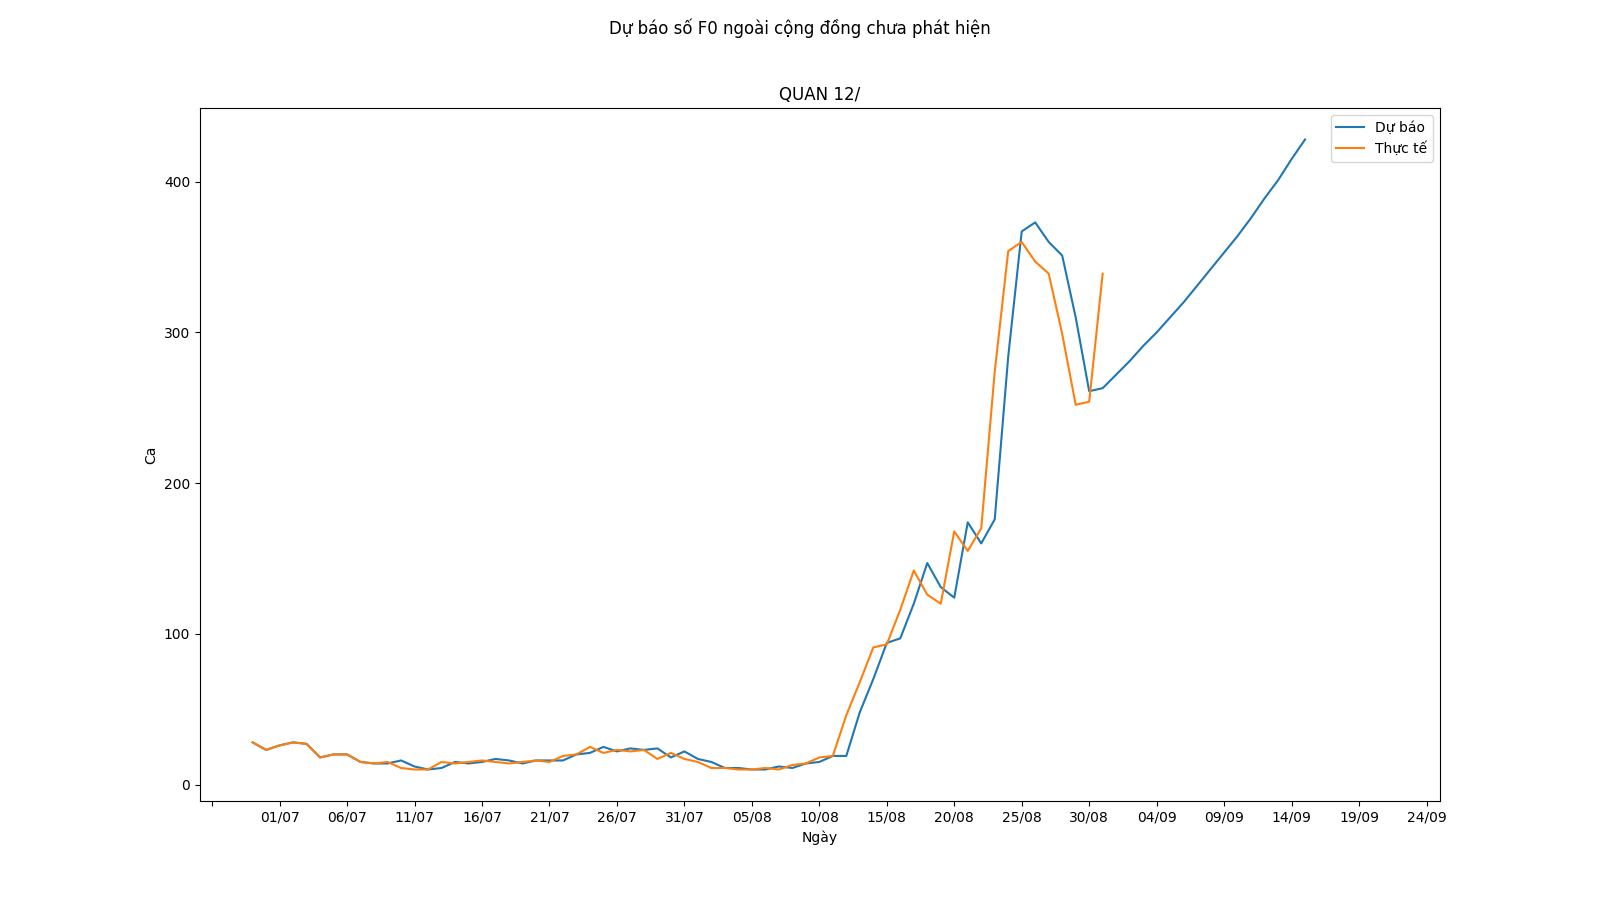 Dự báo số F0 ngoài cộng đồng chưa phát hiện
QUAN 12/
Dự báo
Thực tế
400
300
200
100
0
Ca
01/07 06/07 11/07 16/07 21/07 26/07 31/07 05/08 10/08 15/08 20/08 25/08 30/08 04/09 09/09 14/09 19/09 24/09
Ngày